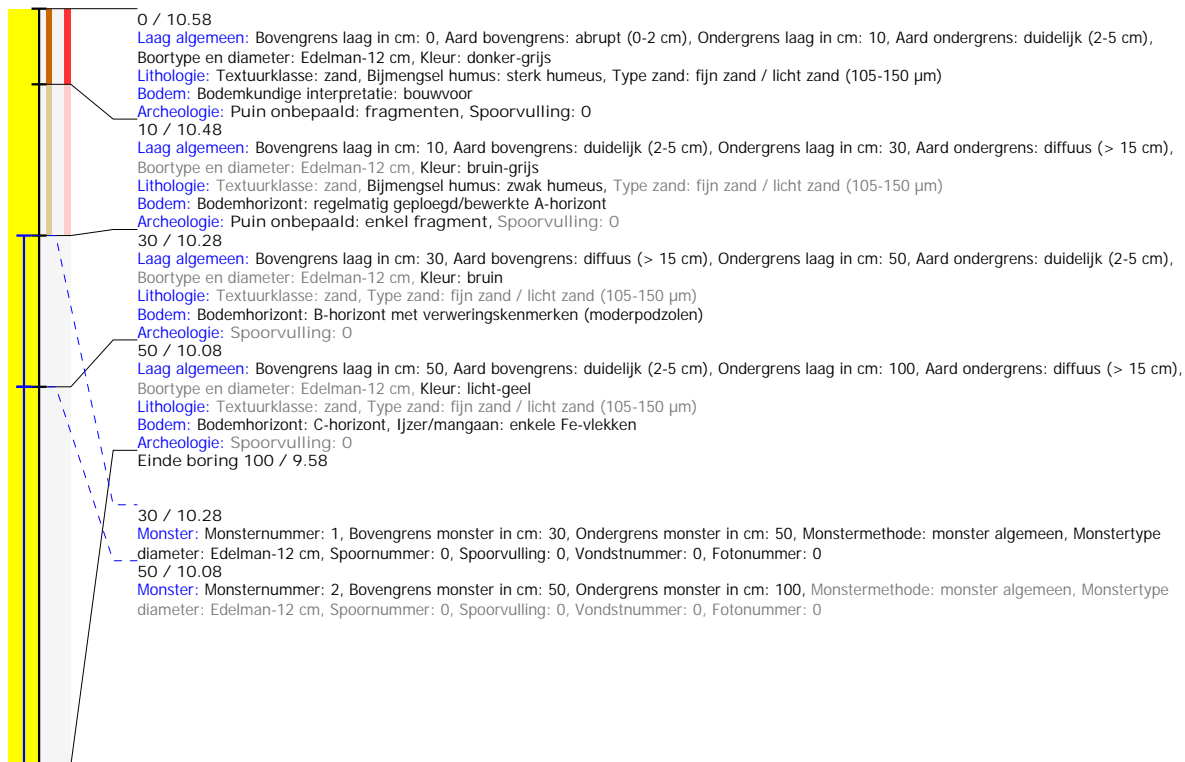 0 / 10.58
Laag algemeen: Bovengrens laag in cm: 0, Aard bovengrens: abrupt (0-2 cm), Ondergrens laag in cm: 10, Aard ondergrens: duidelijk (2-5 cm),
Boortype en diameter: Edelman-12 cm, Kleur: donker-grijs
Lithologie: Textuurklasse: zand, Bijmengsel humus: sterk humeus, Type zand: fijn zand / licht zand (105-150 µm)
Bodem: Bodemkundige interpretatie: bouwvoor
Archeologie: Puin onbepaald: fragmenten, Spoorvulling: 0
10 / 10.48
Laag algemeen: Bovengrens laag in cm: 10, Aard bovengrens: duidelijk (2-5 cm), Ondergrens laag in cm: 30, Aard ondergrens: diffuus (> 15 cm),
Boortype en diameter: Edelman-12 cm, Kleur: bruin-grijs
Lithologie: Textuurklasse: zand, Bijmengsel humus: zwak humeus, Type zand: fijn zand / licht zand (105-150 µm)
Bodem: Bodemhorizont: regelmatig geploegd/bewerkte A-horizont
Archeologie: Puin onbepaald: enkel fragment, Spoorvulling: 0
30 / 10.28
Laag algemeen: Bovengrens laag in cm: 30, Aard bovengrens: diffuus (> 15 cm), Ondergrens laag in cm: 50, Aard ondergrens: duidelijk (2-5 cm),
Boortype en diameter: Edelman-12 cm, Kleur: bruin
Lithologie: Textuurklasse: zand, Type zand: fijn zand / licht zand (105-150 µm)
Bodem: Bodemhorizont: B-horizont met verweringskenmerken (moderpodzolen)
Archeologie: Spoorvulling: 0
50 / 10.08
Laag algemeen: Bovengrens laag in cm: 50, Aard bovengrens: duidelijk (2-5 cm), Ondergrens laag in cm: 100, Aard ondergrens: diffuus (> 15 cm),
Boortype en diameter: Edelman-12 cm, Kleur: licht-geel
Lithologie: Textuurklasse: zand, Type zand: fijn zand / licht zand (105-150 µm)
Bodem: Bodemhorizont: C-horizont, Ijzer/mangaan: enkele Fe-vlekken
Archeologie: Spoorvulling: 0
Einde boring 100 / 9.58
30 / 10.28
Monster: Monsternummer: 1, Bovengrens monster in cm: 30, Ondergrens monster in cm: 50, Monstermethode: monster algemeen, Monstertype
diameter: Edelman-12 cm, Spoornummer: 0, Spoorvulling: 0, Vondstnummer: 0, Fotonummer: 0
50 / 10.08
Monster: Monsternummer: 2, Bovengrens monster in cm: 50, Ondergrens monster in cm: 100, Monstermethode: monster algemeen, Monstertype
diameter: Edelman-12 cm, Spoornummer: 0, Spoorvulling: 0, Vondstnummer: 0, Fotonummer: 0